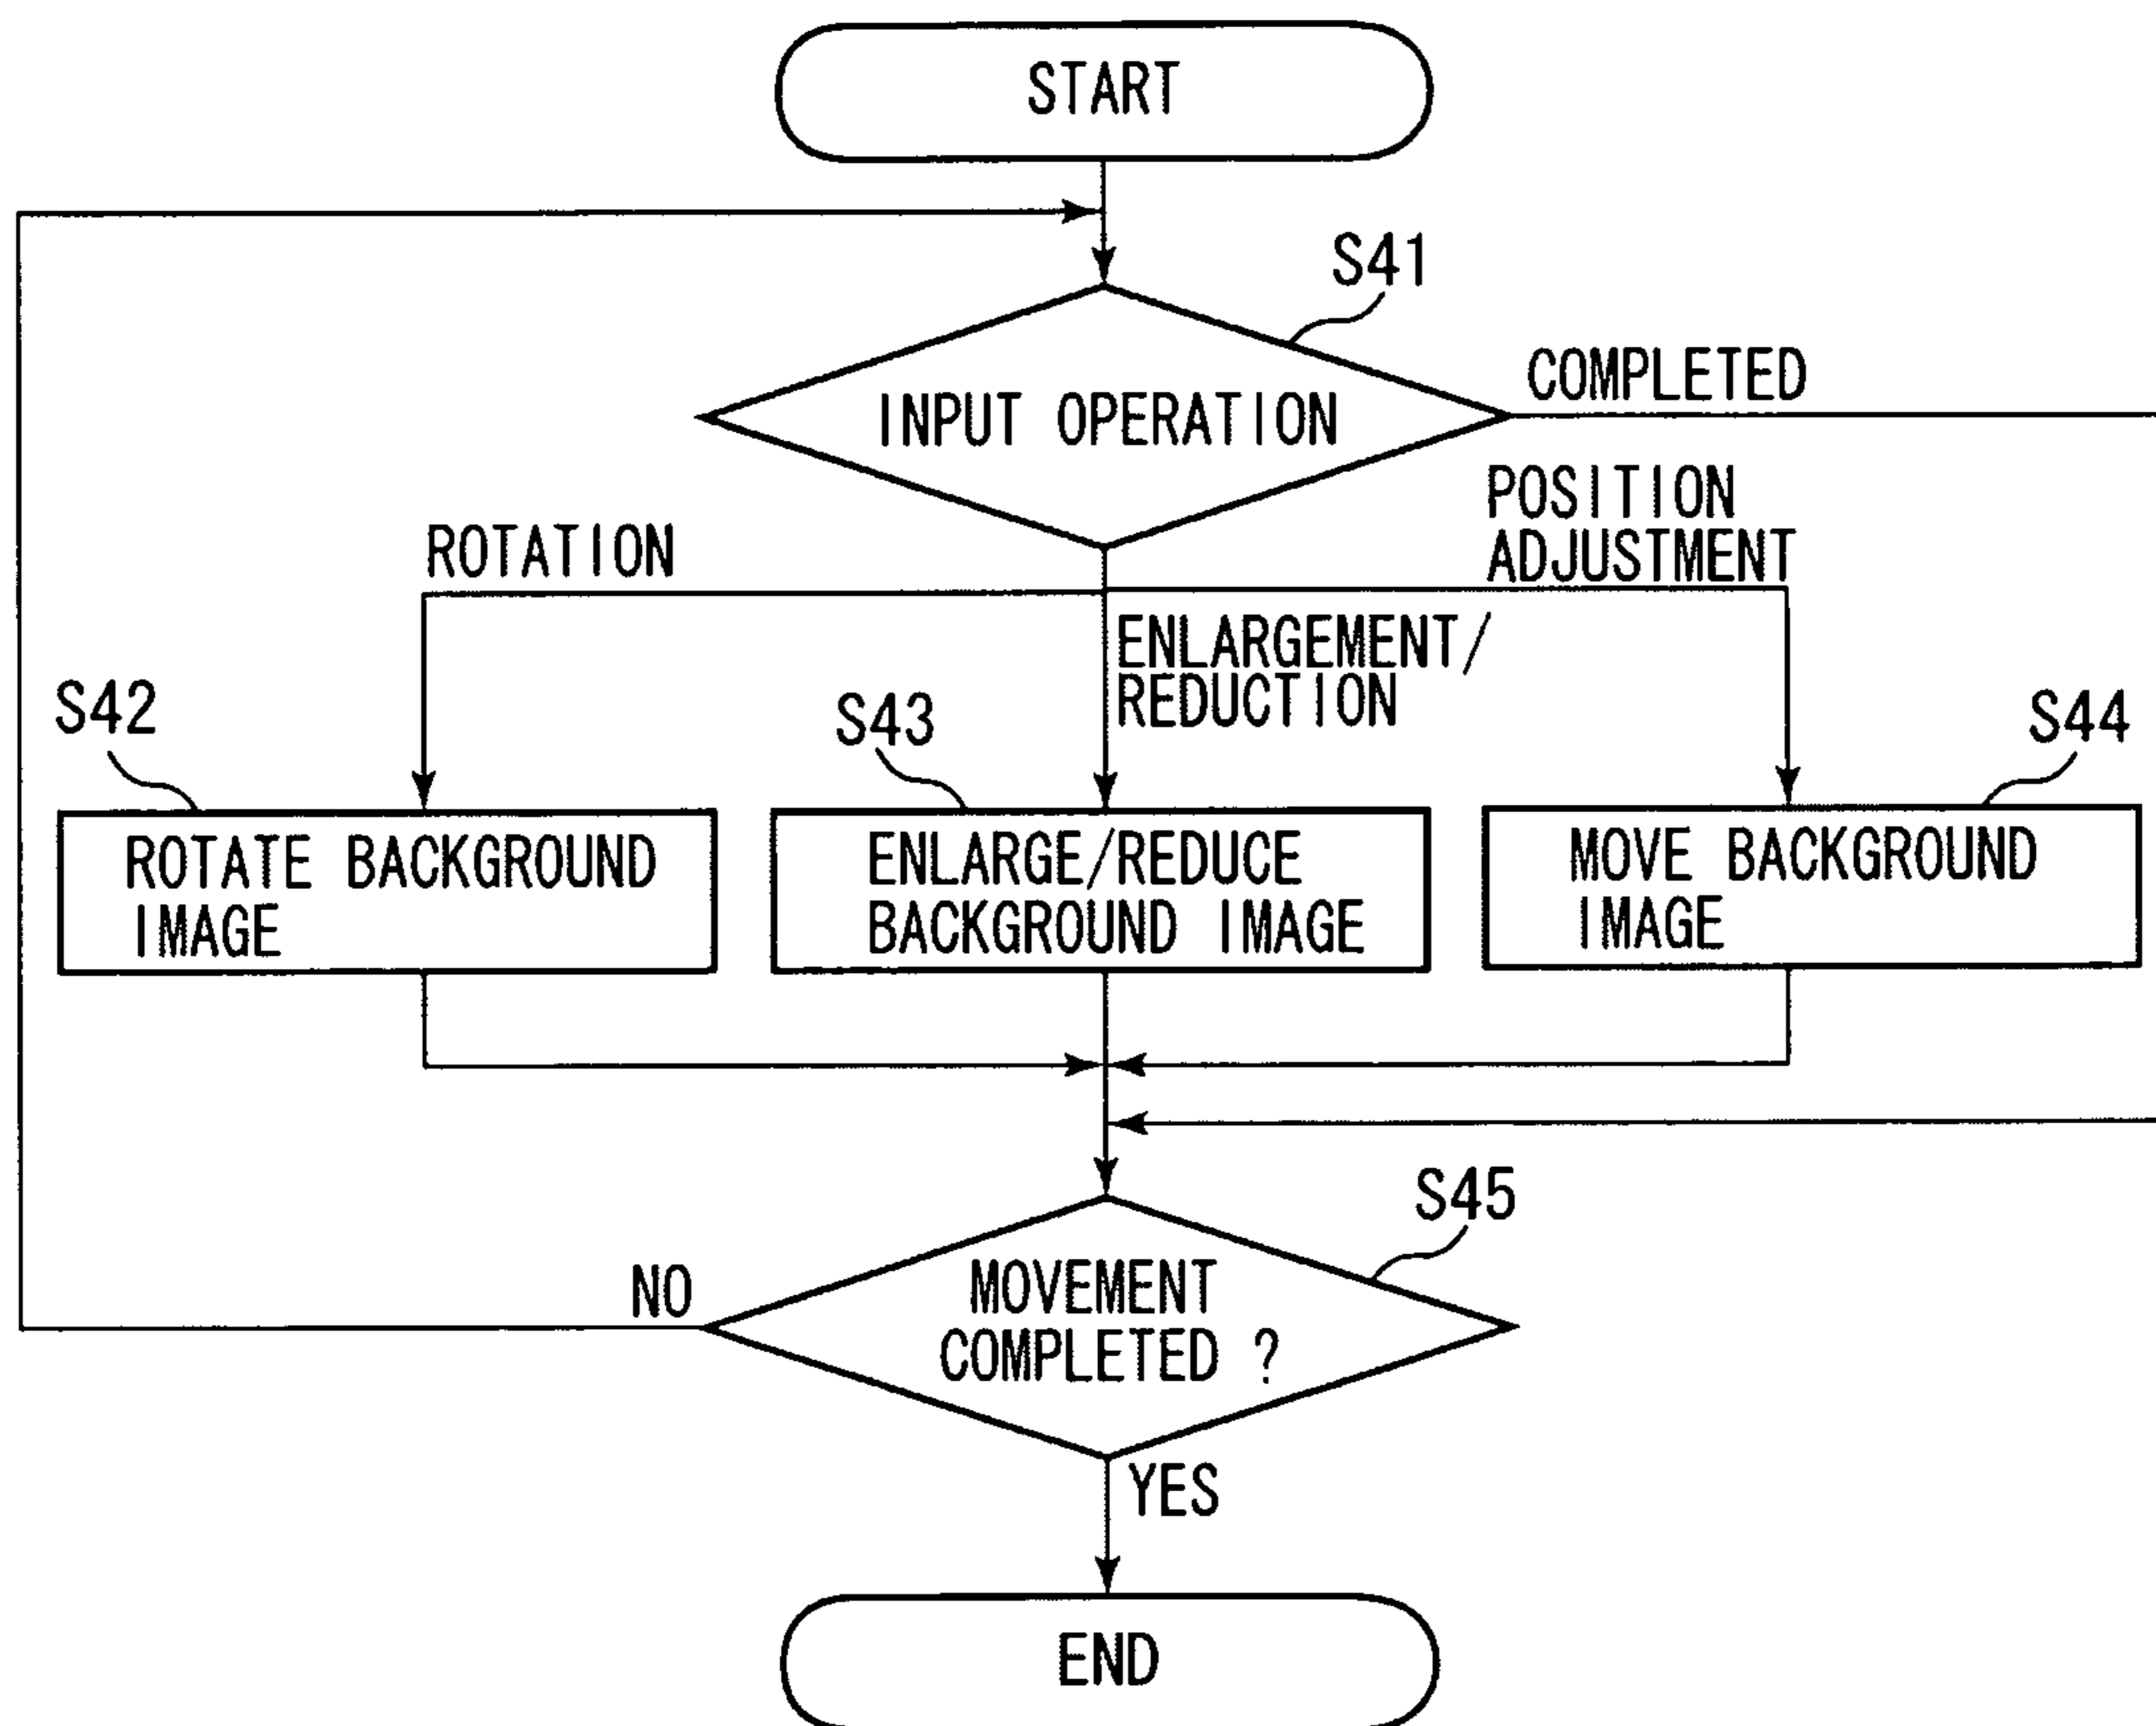 START
S41
INPUT OPERATION
COMPLETED
POSITION
ADJUSTMENT
ROTATION
ENLARGEMENT/
REDUCTION
S42
S43
S44
ROTATE BACKGROUND
IMAGE
ENLARGE/REDUCE
BACKGROUND IMAGE
MOVE BACKGROUND
IMAGE
S45
NO
MOVEMENT
COMPLETED ?
YES
END